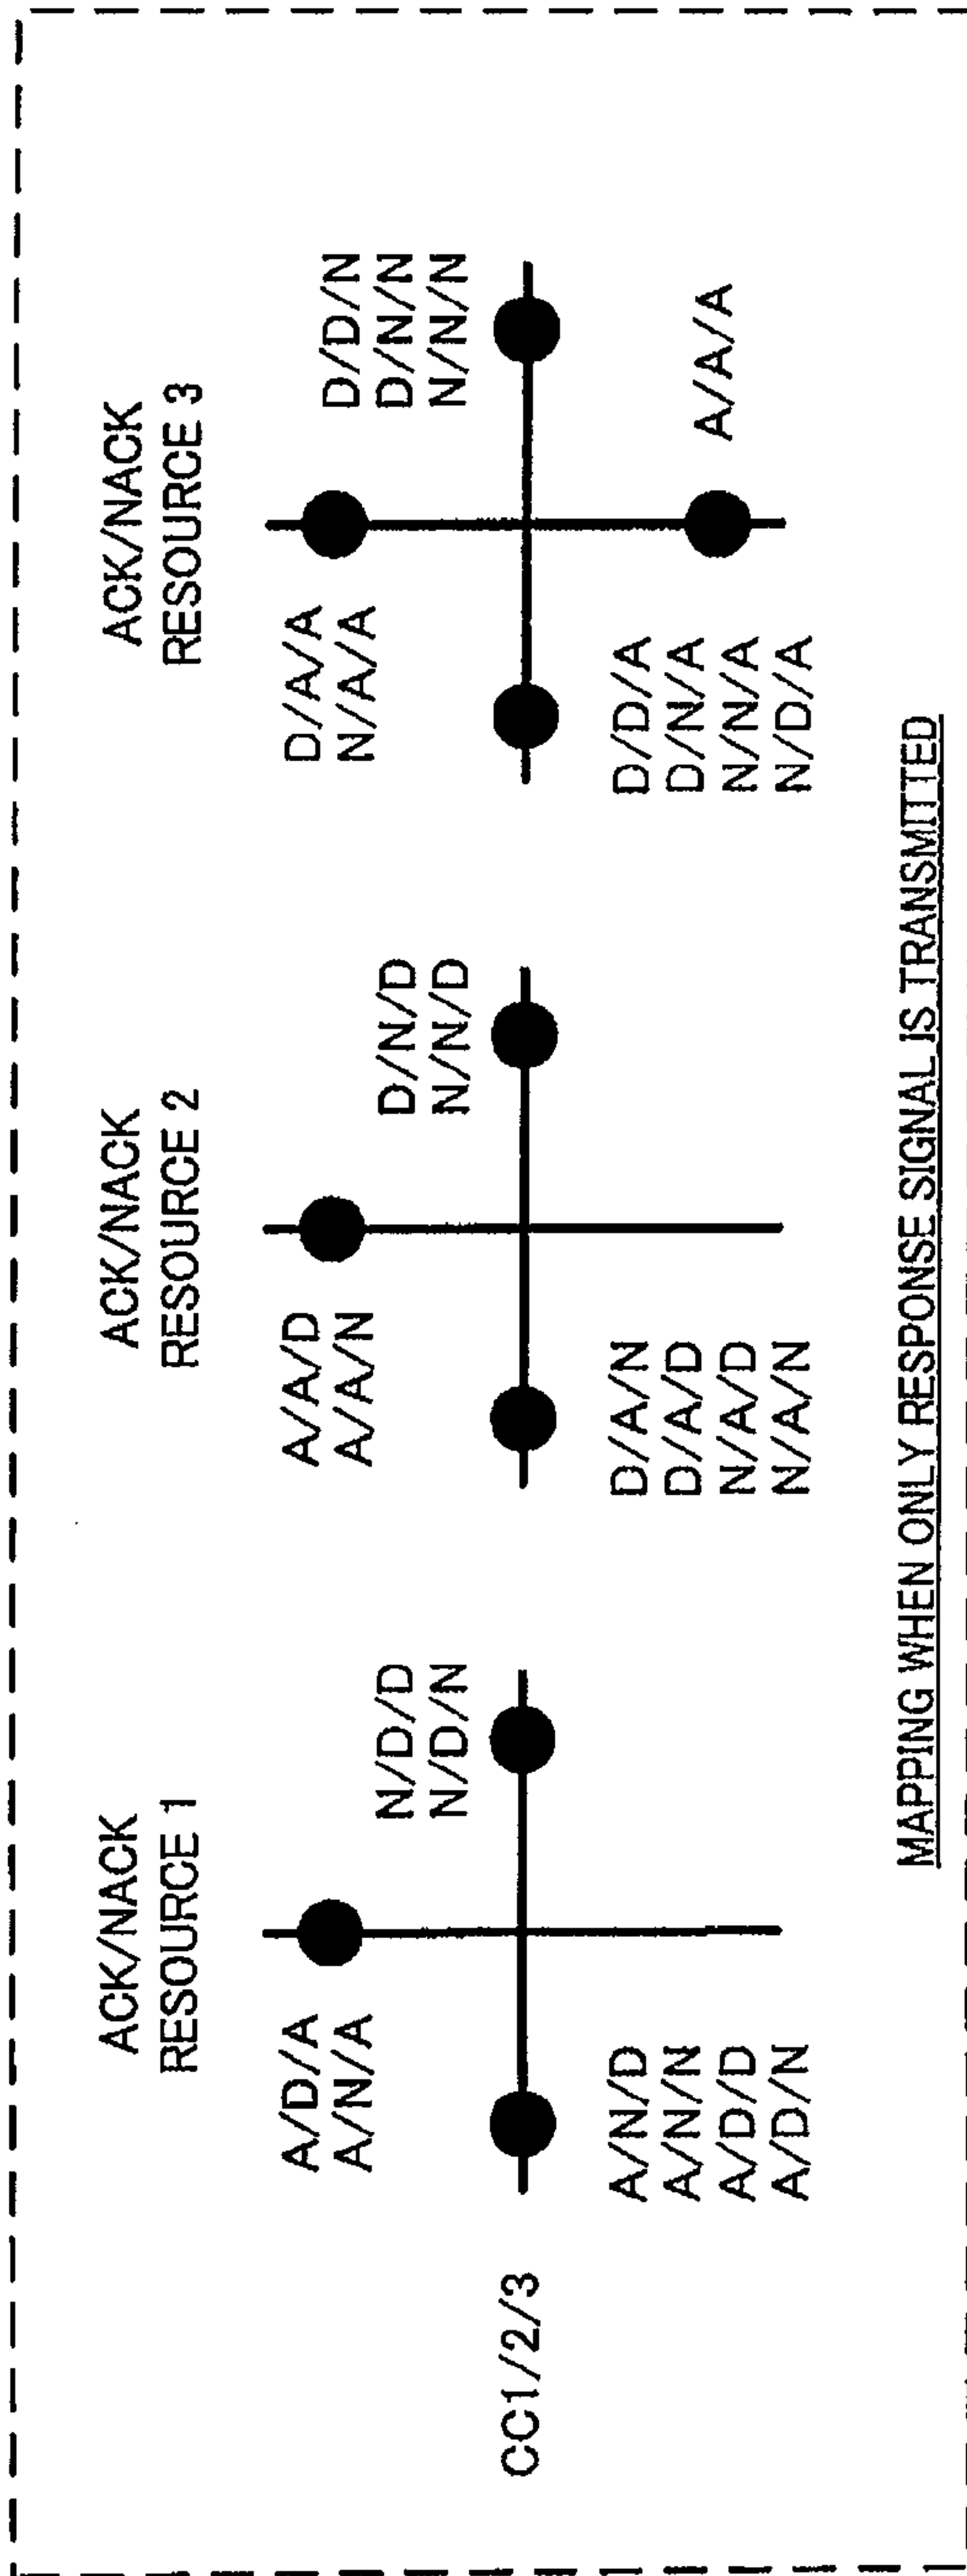 ACK/NACK
RESOURCE 1
A/D/A
A/N/A
N/D/D
N/D/N
CC1/2/3
A/N/D
A/N/N
A/D/D
A/D/N
ACK/NACK
RESOURCE 2
A/A/D
A/A/N
D/N/D
N/N/D
D/A/N
D/A/D
N/A/D
N/A/N
ACK/NACK
RESOURCE 3
D/A/A
N/A/A
D/D/N
D/N/N
N/N/N
D/D/A
D/N/A
N/N/A
N/D/A
A/A/A
MAPPING WHEN ONLY RESPONSE SIGNAL IS TRANSMITTED